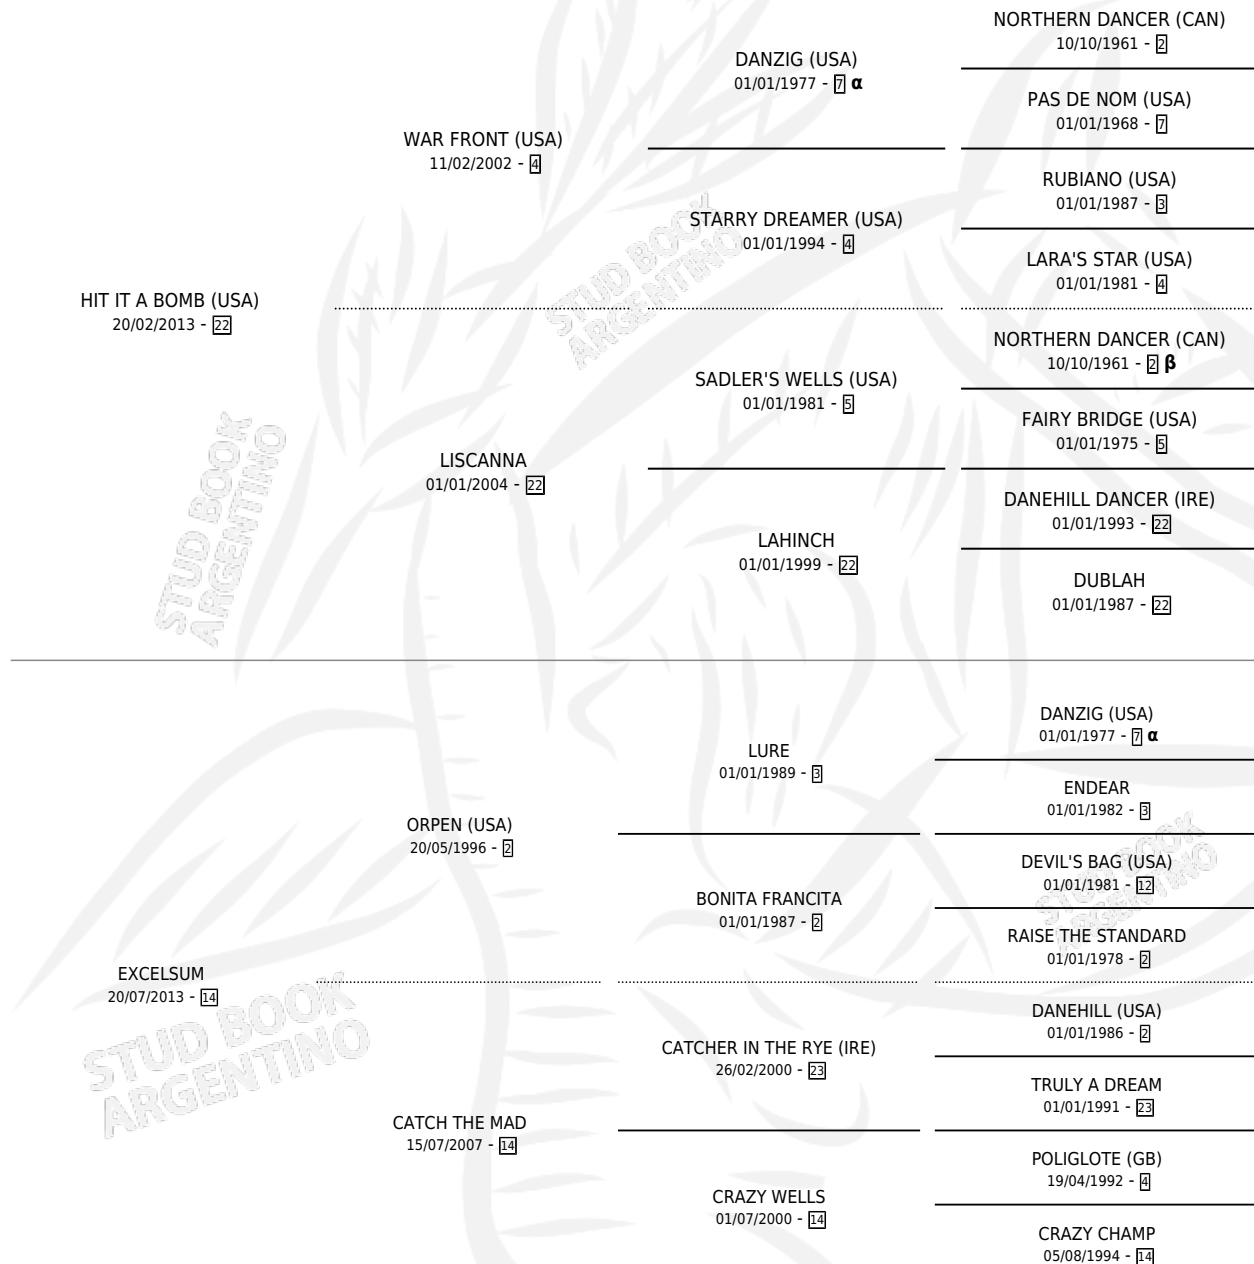 NORTHERN DANCER (CAN)
10/10/1961 - 2
DANZIG (USA)
01/01/1977 - 7 α
PAS DE NOM (USA)
01/01/1968 - 7
WAR FRONT (USA)
11/02/2002 - 4
RUBIANO (USA)
01/01/1987 - 3
STARRY DREAMER (USA)
01/01/1994 - 4
LARA'S STAR (USA)
01/01/1981 - 4
HIT IT A BOMB (USA)
20/02/2013 - 22
NORTHERN DANCER (CAN)
10/10/1961 - 2 β
SADLER'S WELLS (USA)
01/01/1981 - 5
FAIRY BRIDGE (USA)
01/01/1975 - 5
LISCANNA
01/01/2004 - 22
DANEHILL DANCER (IRE)
01/01/1993 - 22
LAHINCH
01/01/1999 - 22
DUBLAH
01/01/1987 - 22
DANZIG (USA)
01/01/1977 - 7 α
LURE
01/01/1989 - 3
ENDEAR
01/01/1982 - 3
ORPEN (USA)
20/05/1996 - 2
DEVIL'S BAG (USA)
01/01/1981 - 12
BONITA FRANCITA
01/01/1987 - 2
RAISE THE STANDARD
01/01/1978 - 2
EXCELSUM
20/07/2013 - 14
DANEHILL (USA)
01/01/1986 - 2
CATCHER IN THE RYE (IRE)
26/02/2000 - 23
TRULY A DREAM
01/01/1991 - 23
CATCH THE MAD
15/07/2007 - 14
POLIGLOTE (GB)
19/04/1992 - 4
CRAZY WELLS
01/07/2000 - 14
CRAZY CHAMP
05/08/1994 - 14
STUD BOOK
ARGENTINO
STUD BOOK
ARGENTINO
STUD BOOK
ARGENTINO
STUD BOOK
ARGENTINO